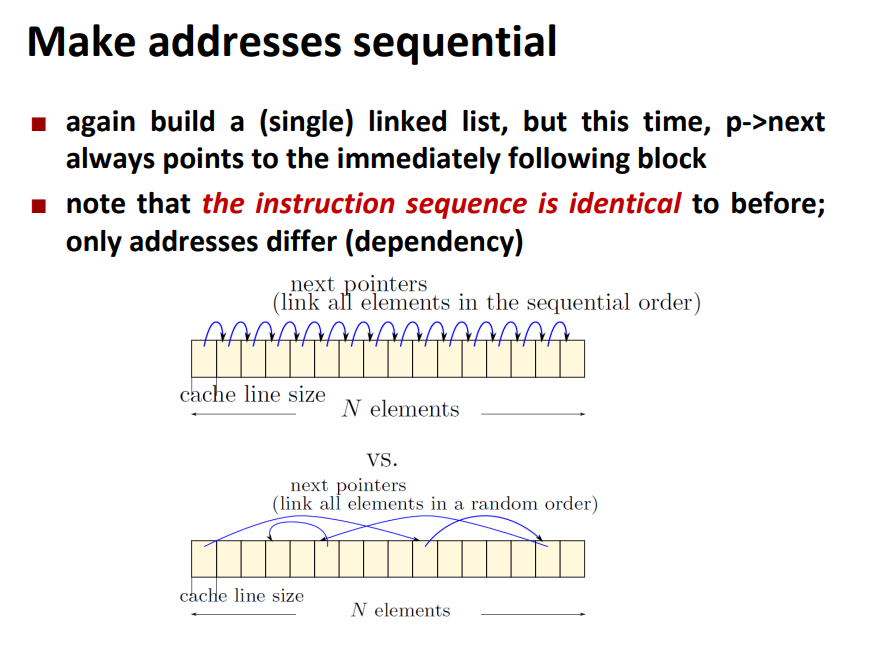 Make addresses sequential
again build a (single) linked list, but this time, p->next
always points to the immediately following block
note that the instruction sequence is identical to before;
only addresses differ (dependency)
next pointers
(link all elements in the sequential order)
cache line size
N elements
vs.
next pointers
(link all elements in a random order)
cache line size
N elements